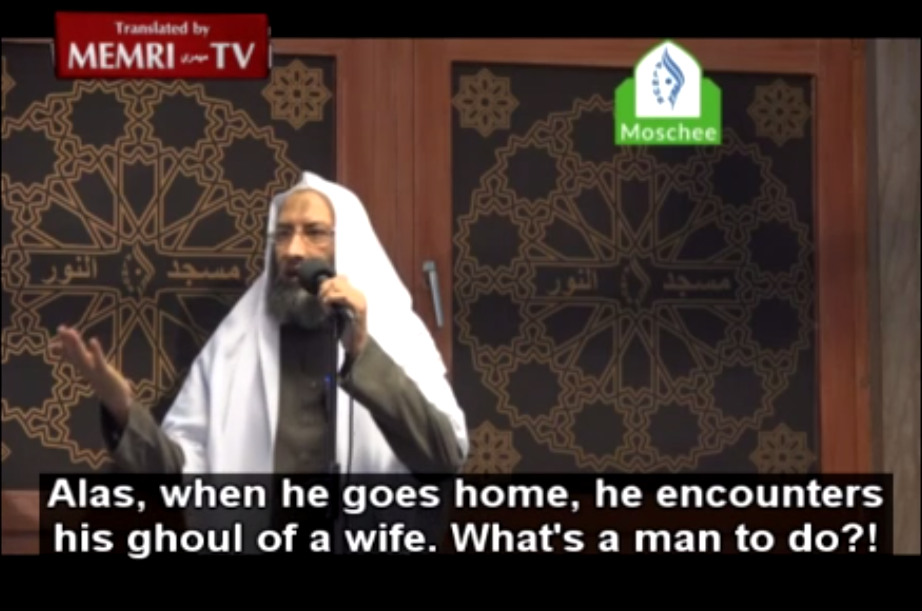 Translated by
MEMRI ميمري TV
Moschee
مسجد النور
مسجد النور
Alas, when he goes home, he encounters
his ghoul of a wife. What's a man to do?!